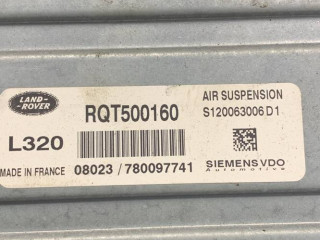 LAND-
ROVER
RQT500160
AIR SUSPENSION
S120063006 D1
L320
MADE IN FRANCE
08023 / 780097741
SIEMENS VDO
Automotive